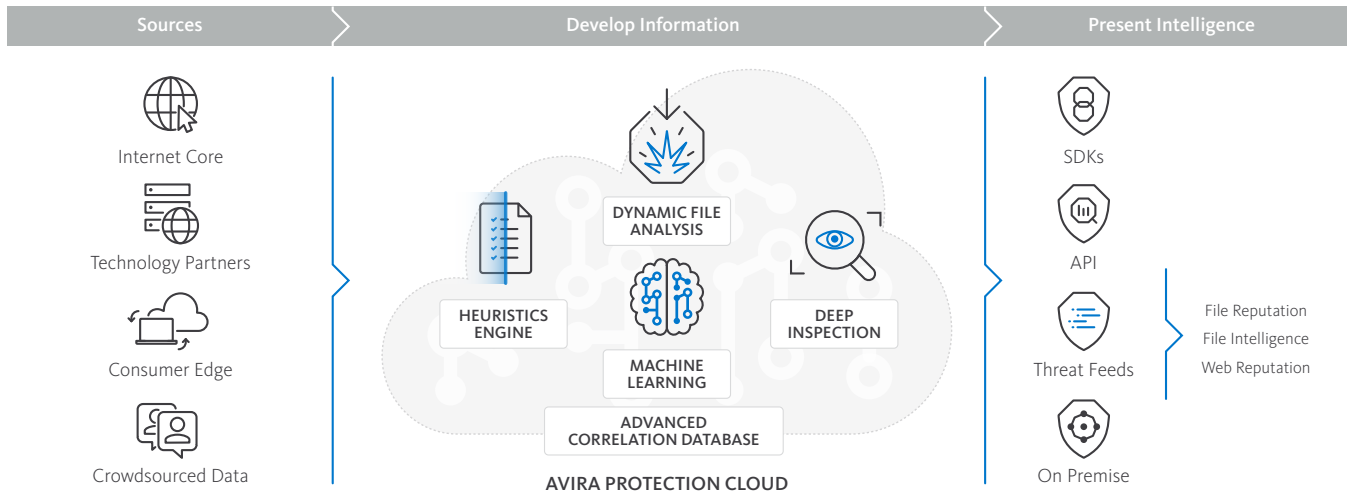 Sources
Develop Information
Present Intelligence
Internet Core
Technology Partners
Consumer Edge
Crowdsourced Data
DYNAMIC FILE
ANALYSIS
HEURISTICS
ENGINE
DEEP
INSPECTION
MACHINE
LEARNING
ADVANCED
CORRELATION DATABASE
AVIRA PROTECTION CLOUD
SDKs
API
Threat Feeds
On Premise
File Reputation
File Intelligence
Web Reputation